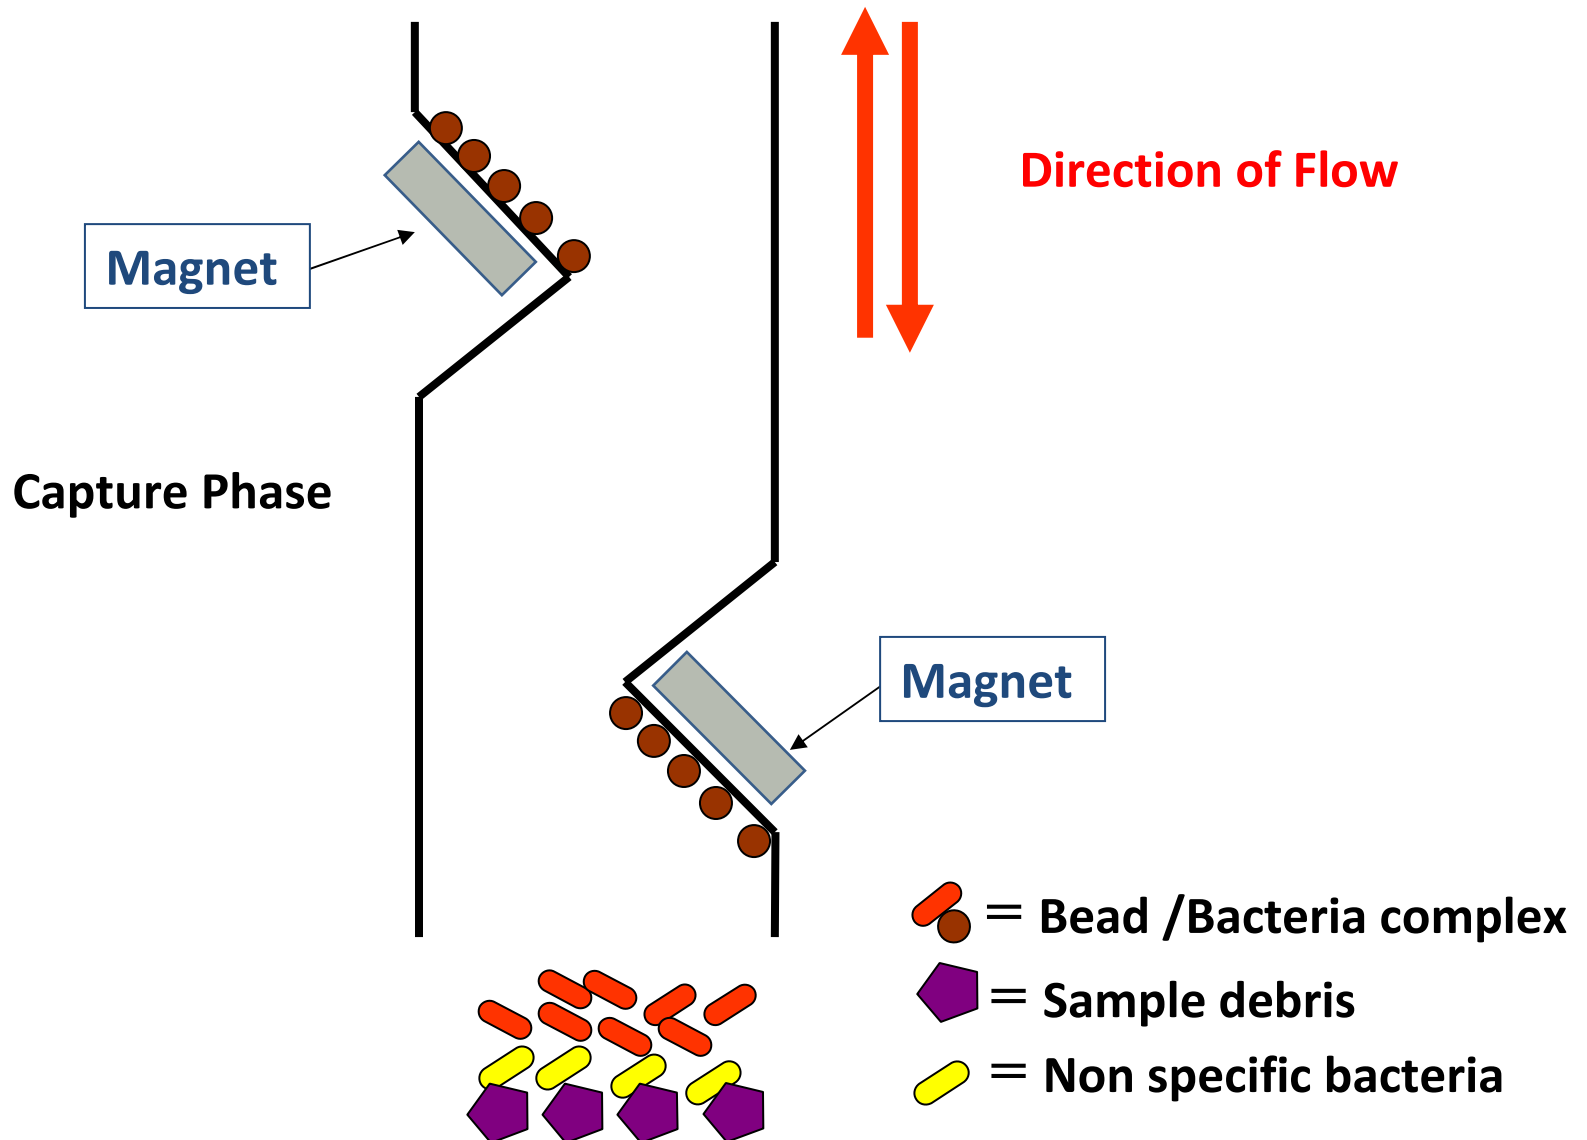 Direction of Flow
Magnet
Capture Phase
Magnet
= Bead /Bacteria complex
= Sample debris
= Non specific bacteria